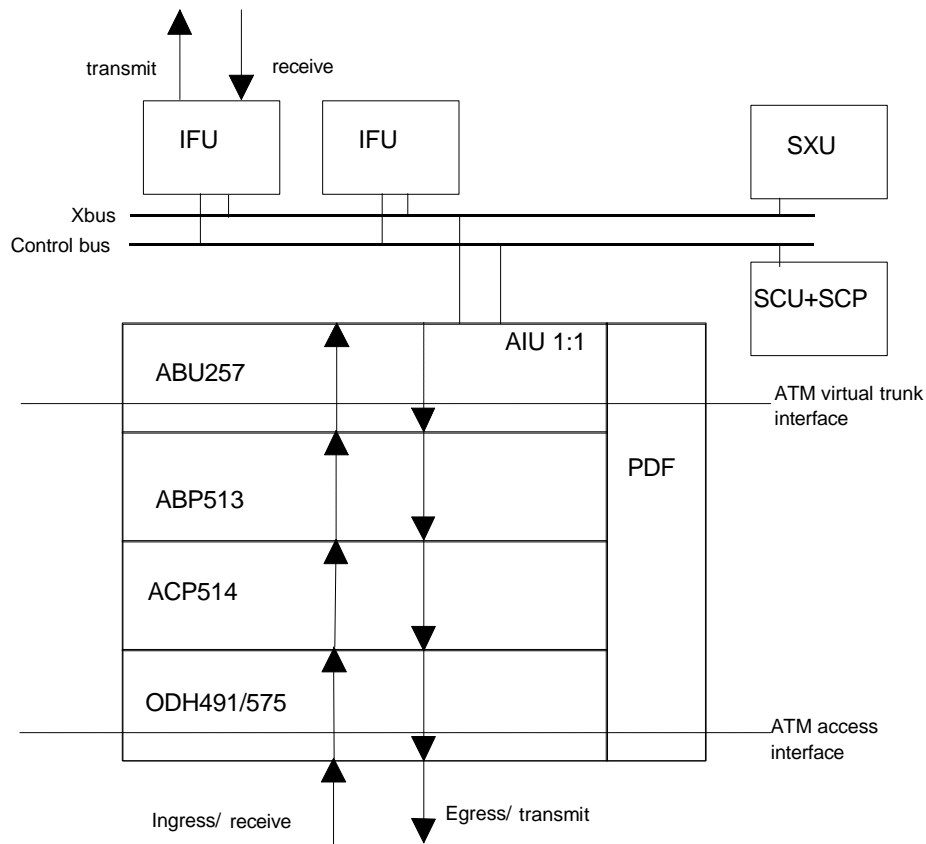 transmit
receive
IFU
IFU
SXU
Xbus
Control bus
SCU+SCP
AIU 1:1
ABU257
ATM virtual trunk
interface
PDF
ABP513
ACP514
ODH491/575
ATM access
interface
Ingress/ receive
Egress/ transmit